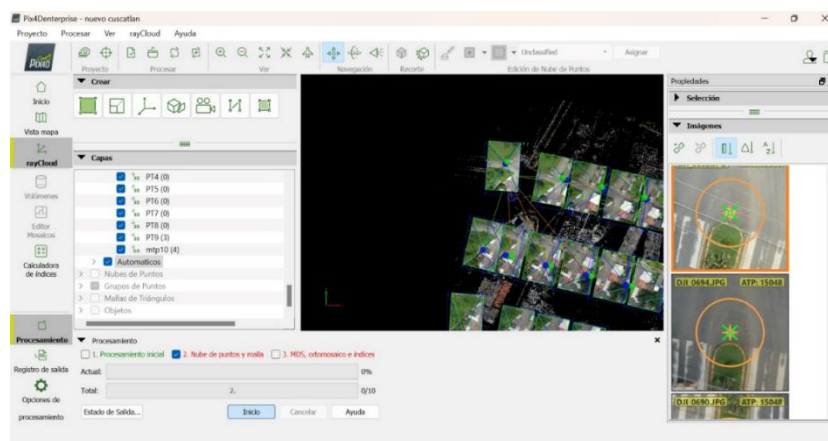 Pix4Denterprise - nuevo cuscatlan
Proyecto Procesar Ver rayCloud Ayuda
Unclassified
Asignar
Proyecto Procesar Ver Navegación Recorte Edición de Nube de Puntos
Inicio
Vista mapa
rayCloud
Volúmenes
Editor Mosaicos
Calculadora de índices
Crear
Capas
PT4 (0)
PT5 (0)
PT6 (0)
PT7 (0)
PT8 (0)
PT9 (3)
mtp10 (4)
Automaticos
Nubes de Puntos
Grupos de Puntos
Mallas de Triángulos
Objetos
Propiedades
Selección
Imágenes
DJI_0694.JPG ATP: 15048
DJI_0690.JPG ATP: 15048
Procesamiento
Registro de salida
Opciones de procesamiento
Procesamiento
1. Procesamiento inicial 2. Nube de puntos y malla 3. MDS, ortomosaico e índices
Actual: 0%
Total: 2. 0/10
Estado de Salida... Inicio Cancelar Ayuda